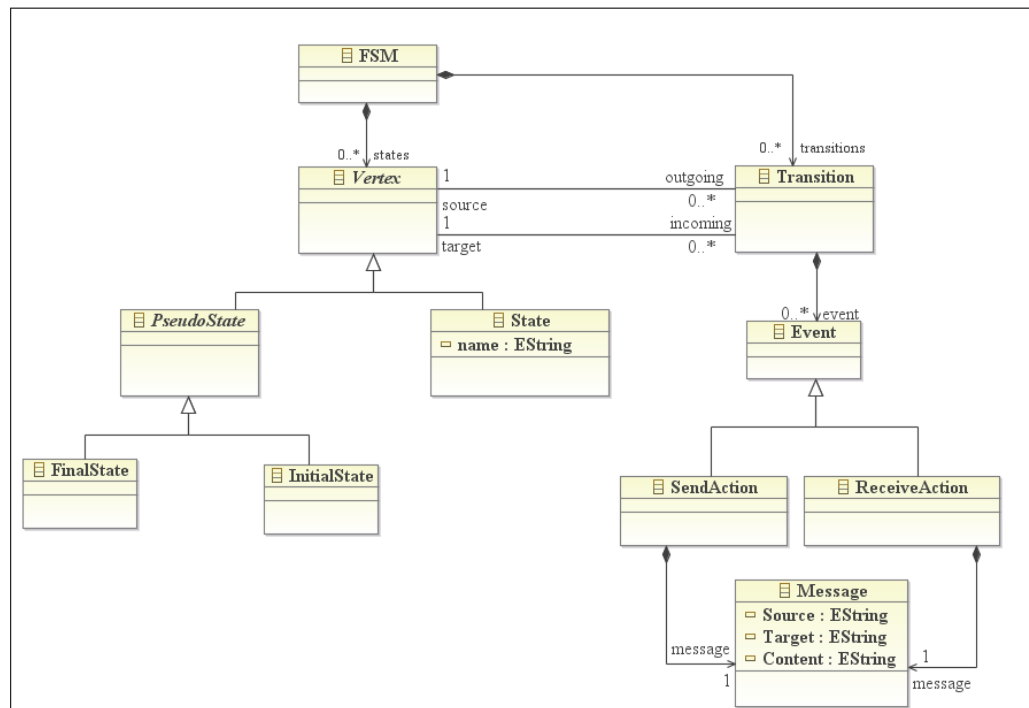 FSM
0..* states
0..* transitions
Vertex
1
outgoing
Transition
source
0..*
1
incoming
target
0..*
PseudoState
State
name : EString
0..* event
Event
FinalState
InitialState
SendAction
ReceiveAction
Message
Source : EString
Target : EString
Content : EString
message
1
1
message